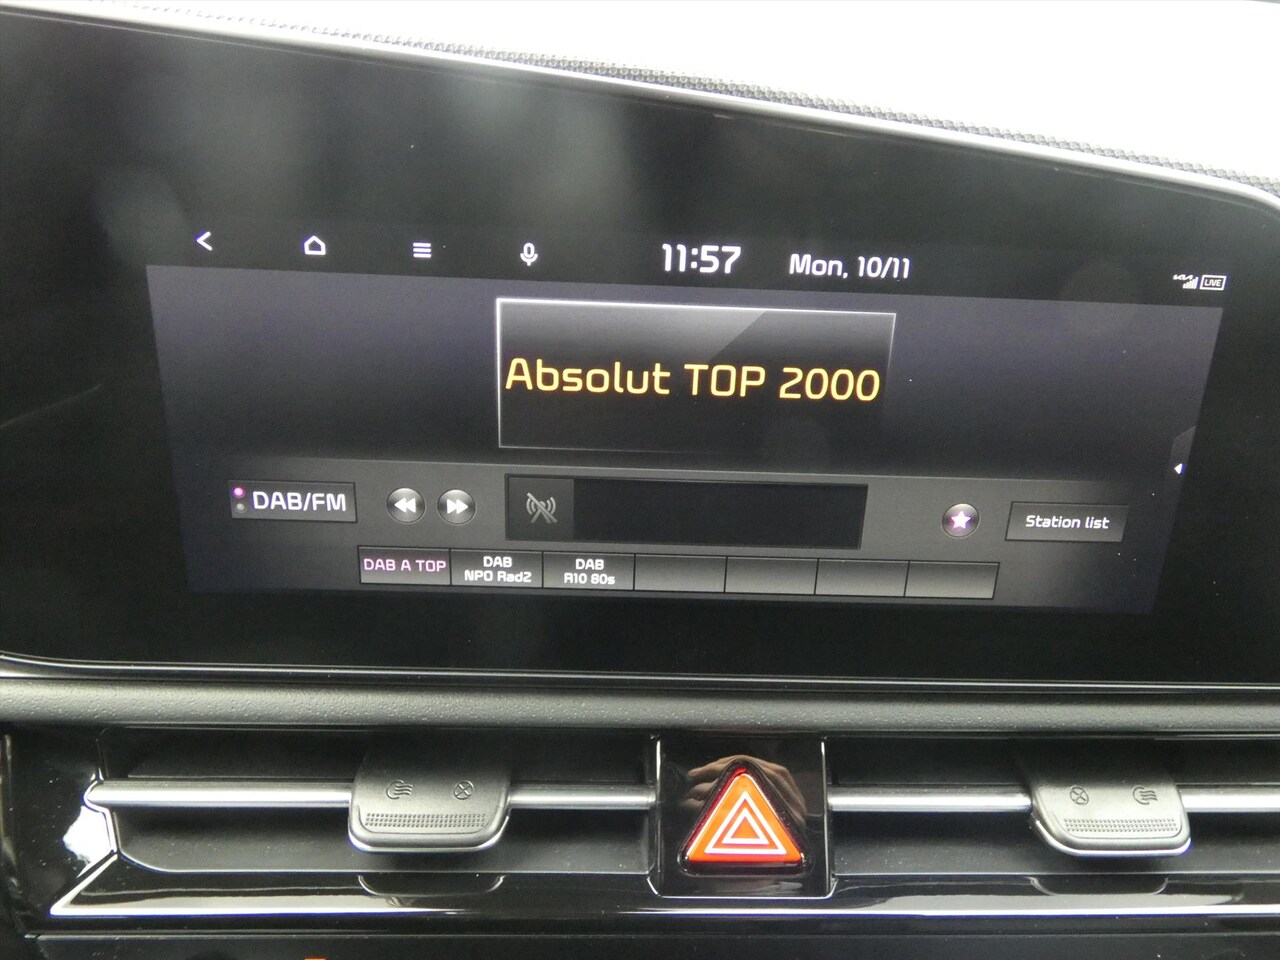 11:57 Mon, 10/11
KIA LIVE
Absolut TOP 2000
DAB/FM
Station list
DAB A TOP
DAB
NPO Rad2
DAB
R10 80s